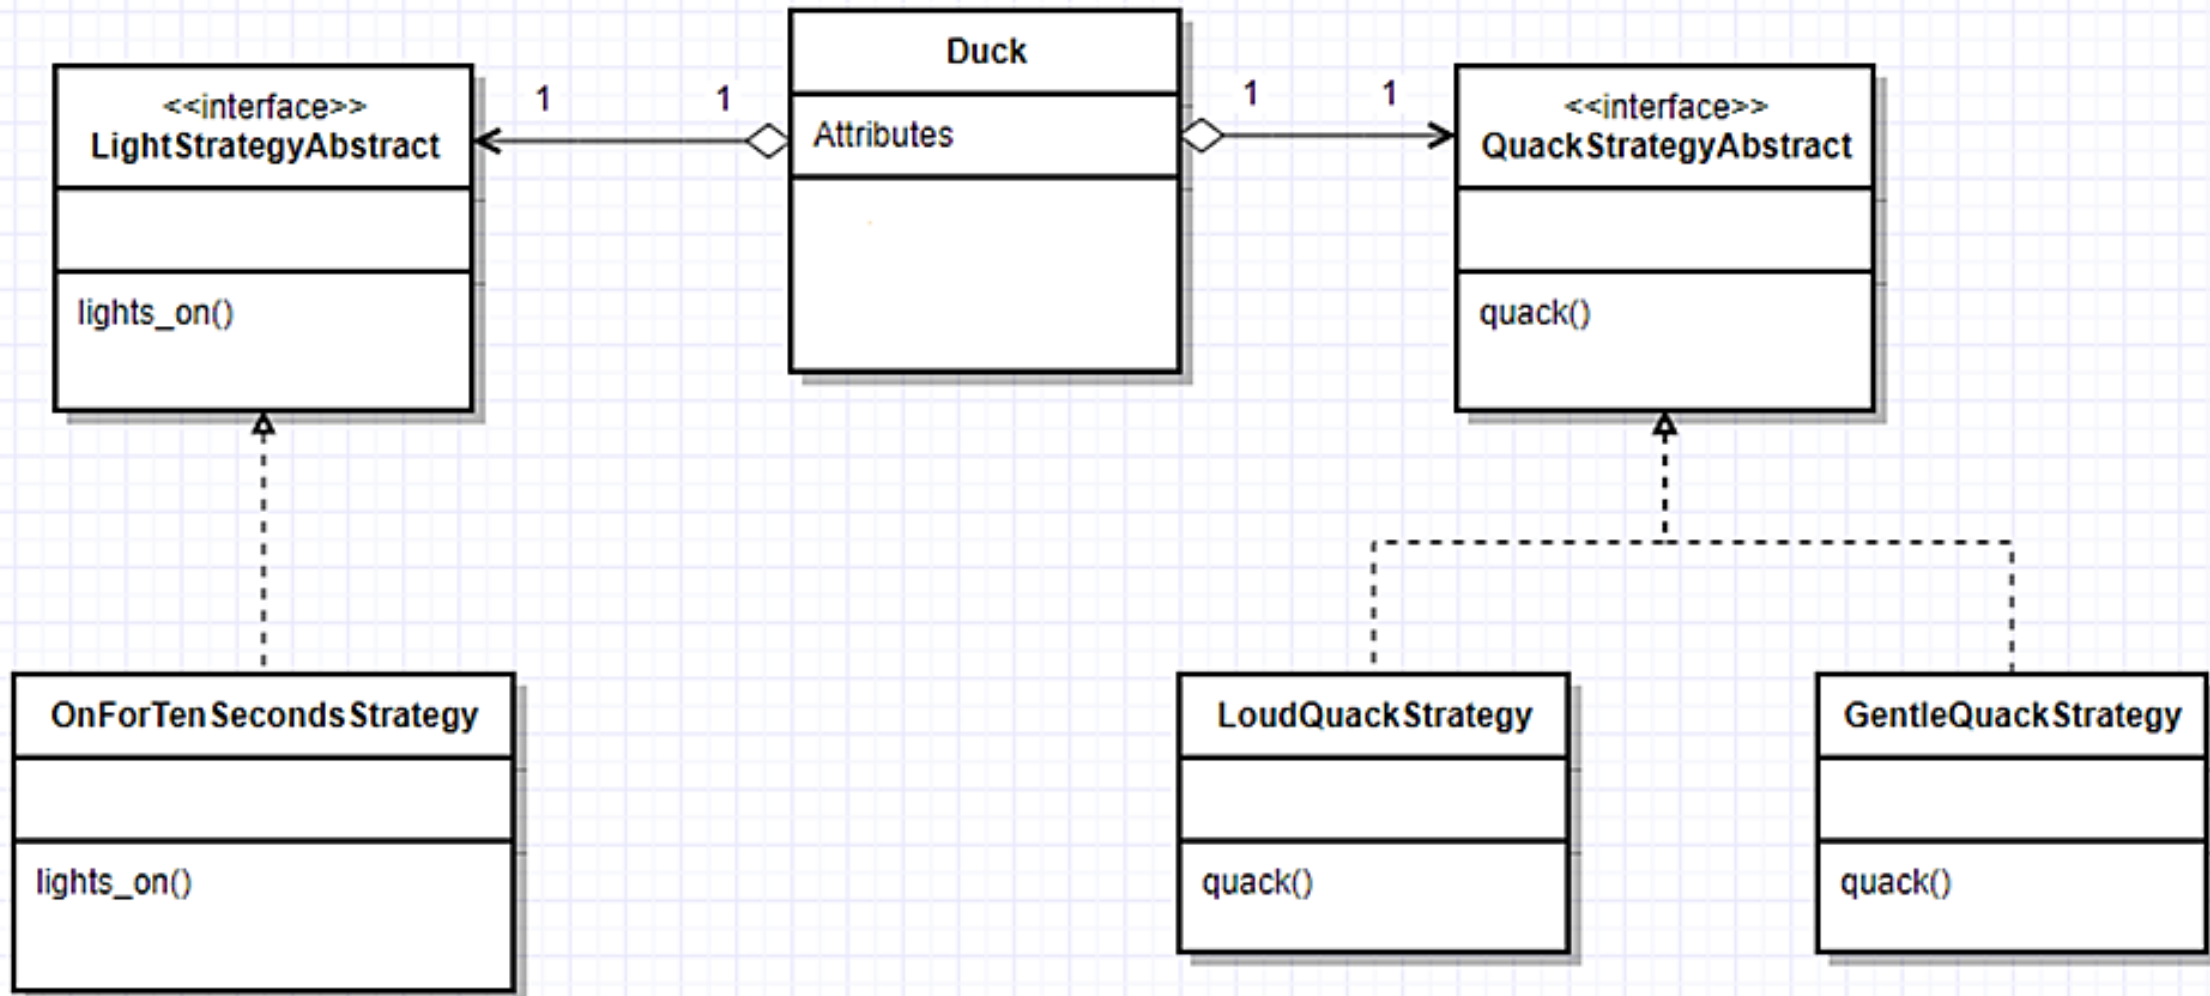 Duck
Attributes
1
1
1
1
<<interface>>
LightStrategyAbstract
lights_on()
<<interface>>
QuackStrategyAbstract
quack()
OnForTenSecondsStrategy
lights_on()
LoudQuackStrategy
quack()
GentleQuackStrategy
quack()